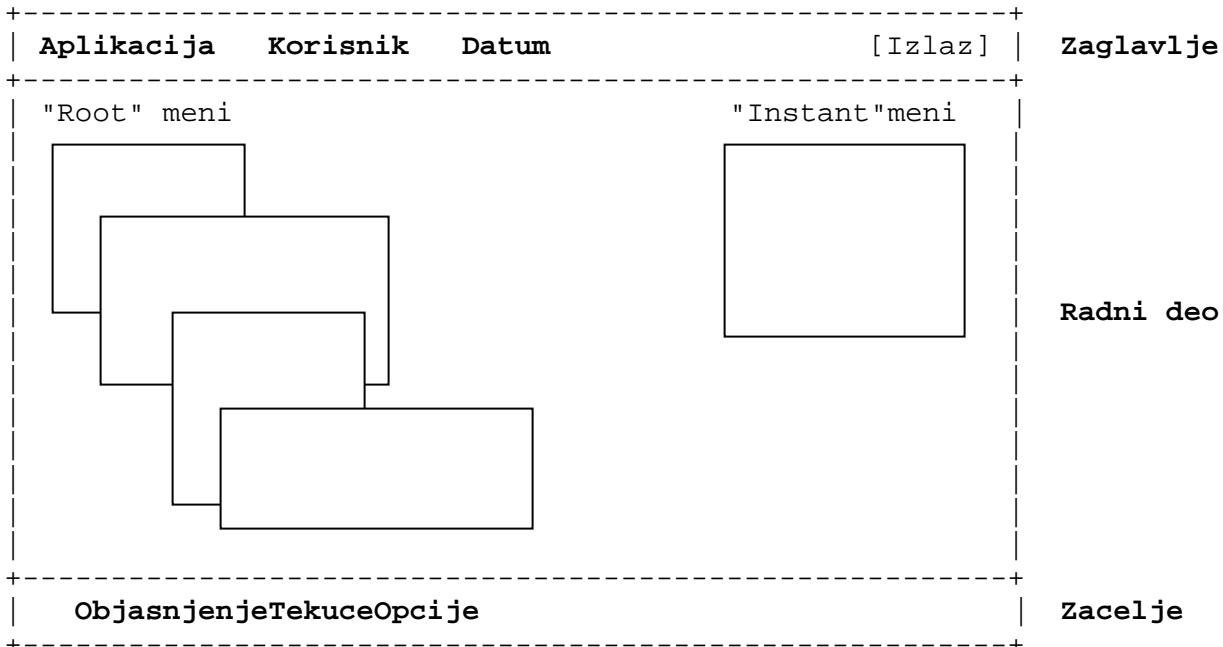 Aplikacija Korisnik Datum [Izlaz] Zaglavlje
"Root" meni "Instant"meni
Radni deo
ObjasnjenjeTekuceOpcije Zacelje